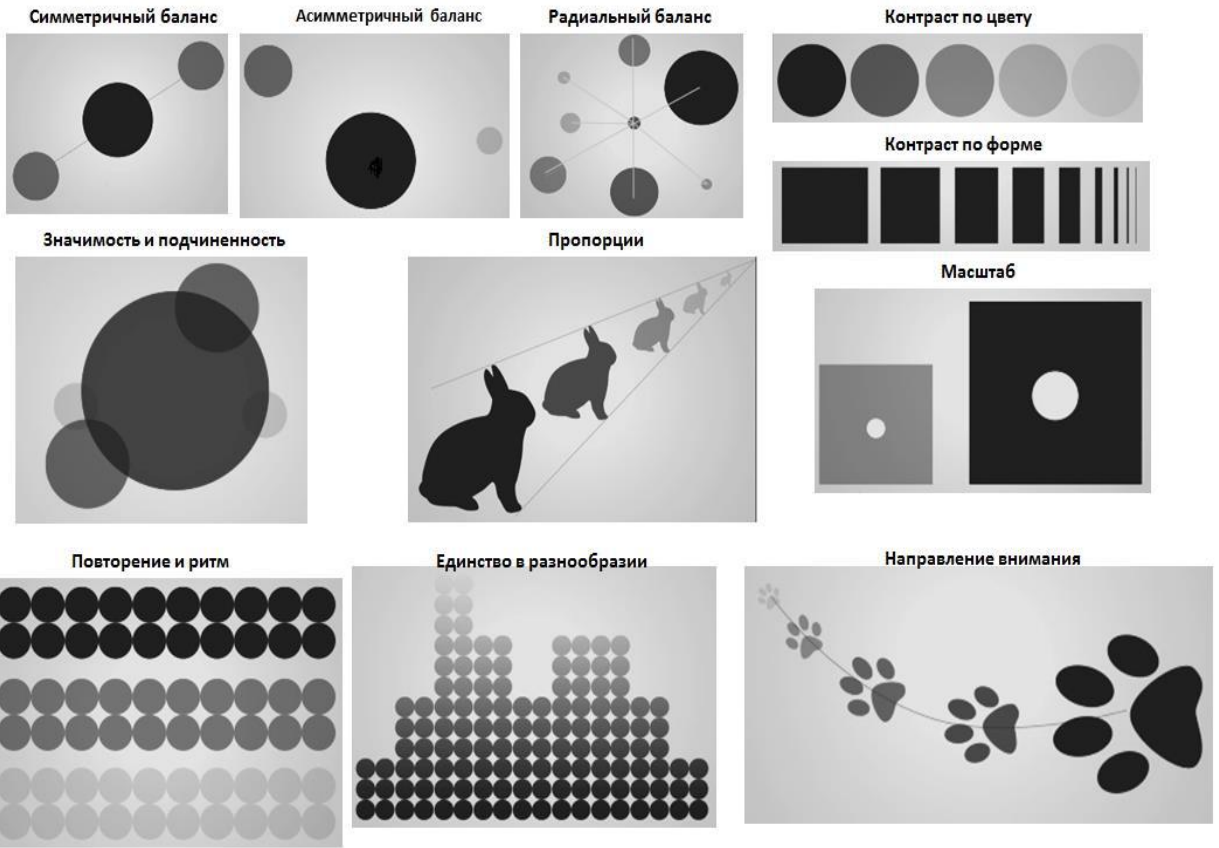 Симметричный баланс
Асимметричный баланс
Радиальный баланс
Контраст по цвету
Контраст по форме
Значимость и подчиненность
Пропорции
Масштаб
Повторение и ритм
Единство в разнообразии
Направление внимания